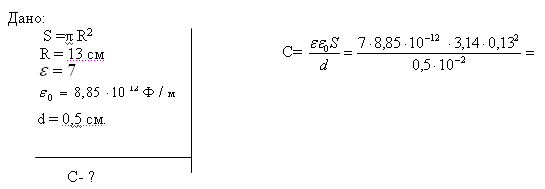 Дано:
S =π R²
R = 13 см
ε = 7
ε₀ = 8,85 · 10 ¹² Ф / м
d = 0,5 см.
С- ?
С= εε₀S / d = 7 · 8,85 · 10⁻¹² · 3,14 · 0,13² / 0,5 · 10⁻² =